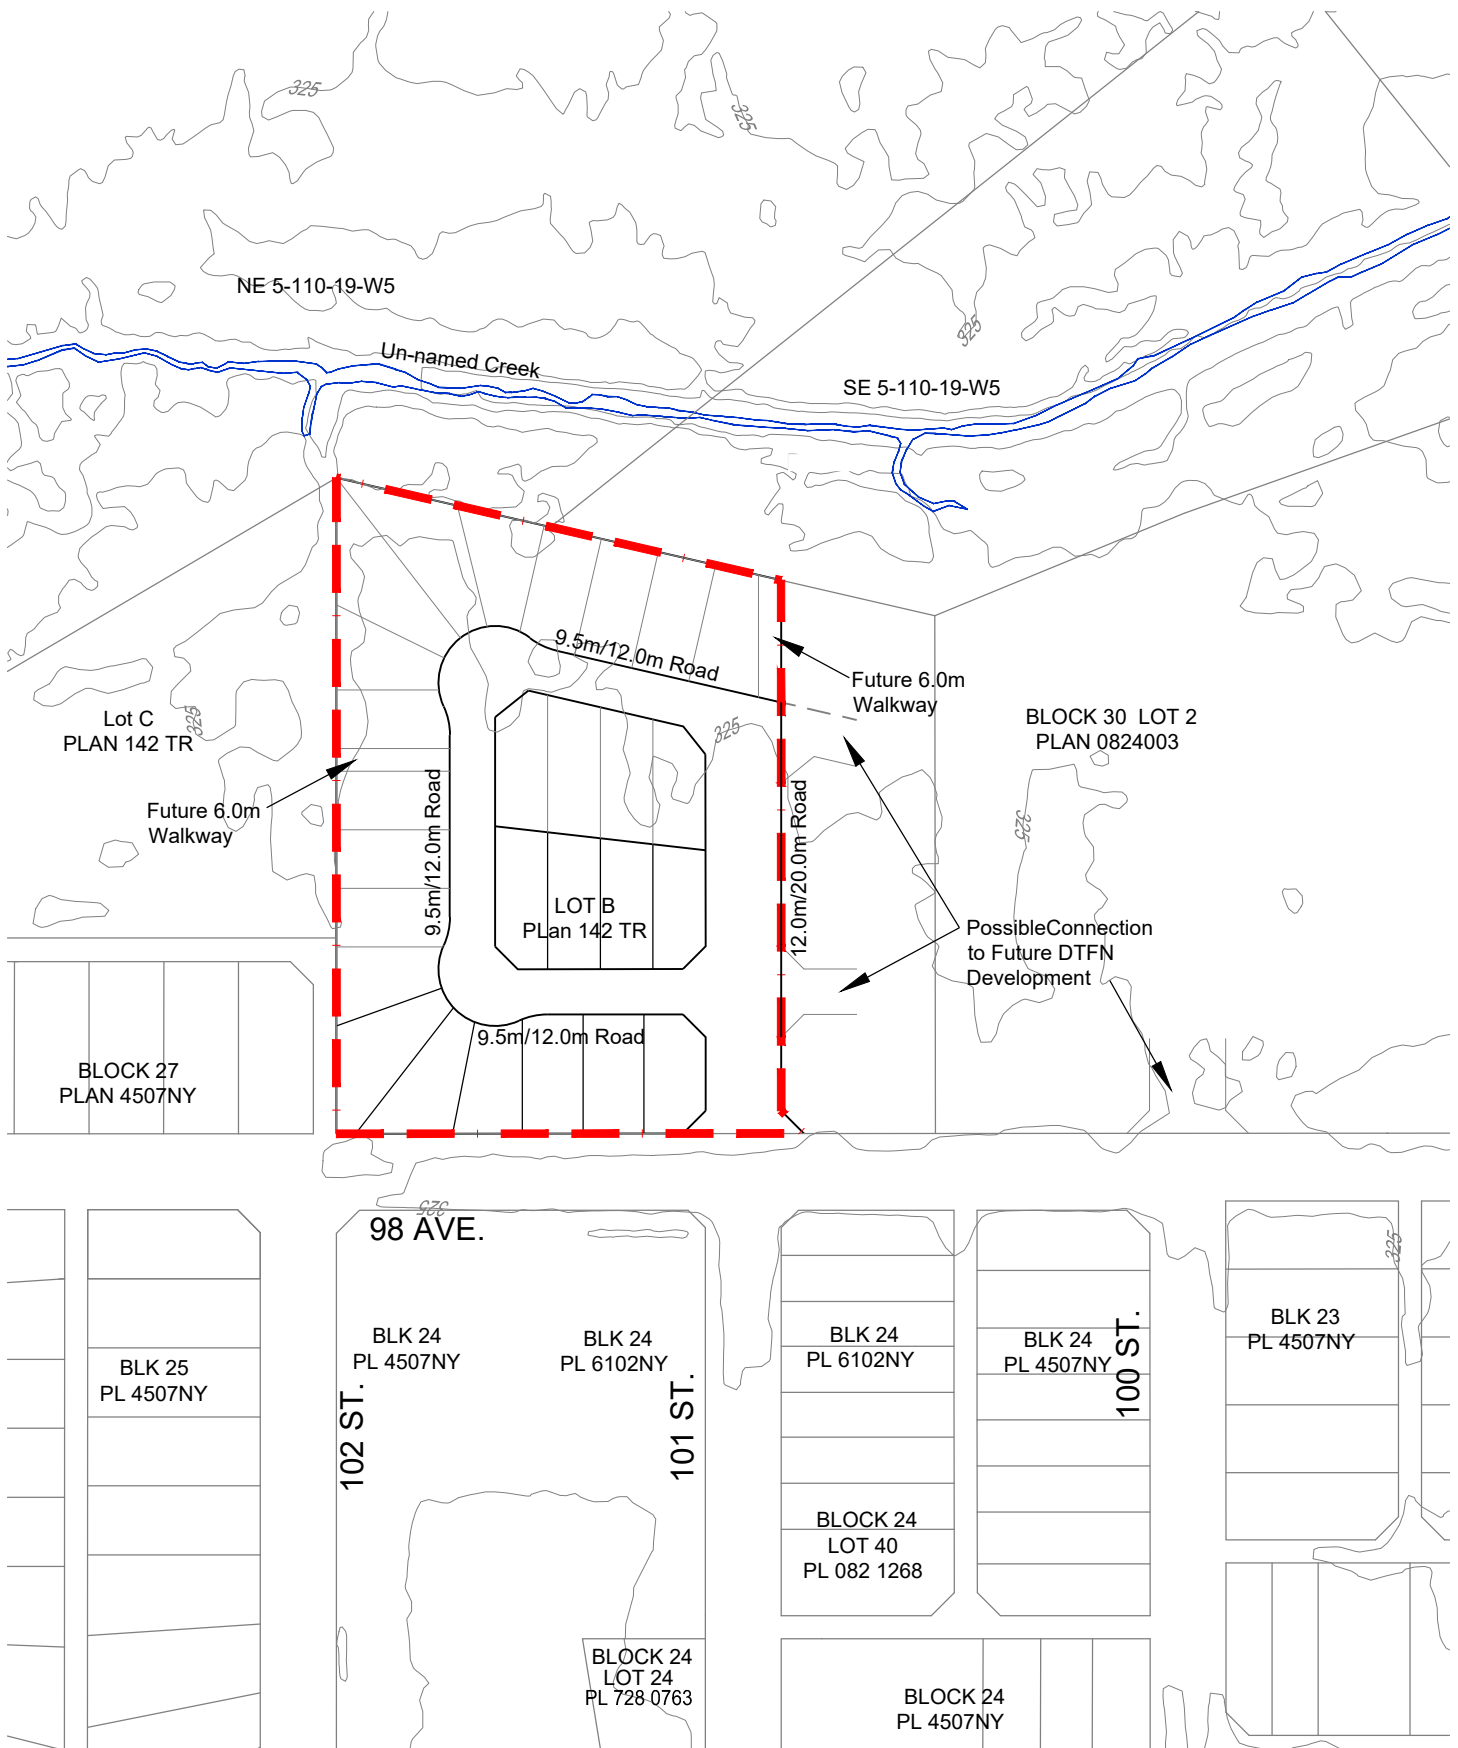 325
325
NE 5-110-19-W5
325
Un-named Creek
SE 5-110-19-W5
9.5m/12.0m Road
Future 6.0m
Walkway
Lot C
PLAN 142 TR
325
325
BLOCK 30 LOT 2
PLAN 0824003
Future 6.0m
Walkway
9.5m/12.0m Road
12.0m/20.0m Road
325
LOT B
PLan 142 TR
PossibleConnection
to Future DTFN
Development
9.5m/12.0m Road
BLOCK 27
PLAN 4507NY
325
98 AVE.
325
BLK 25
PL 4507NY
102 ST.
BLK 24
PL 4507NY
BLK 24
PL 6102NY
101 ST.
BLK 24
PL 6102NY
BLK 24
PL 4507NY
100 ST.
BLK 23
PL 4507NY
BLOCK 24
LOT 40
PL 082 1268
BLOCK 24
LOT 24
PL 728 0763
BLOCK 24
PL 4507NY